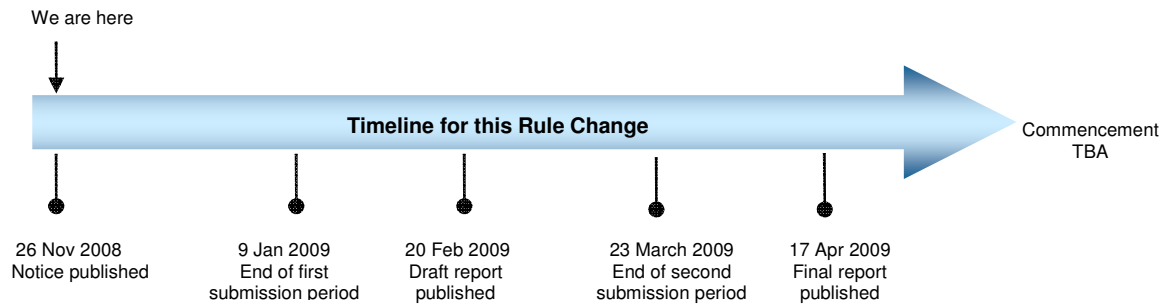 We are here
Timeline for this Rule Change
Commencement
TBA
26 Nov 2008
Notice published
9 Jan 2009
End of first
submission period
20 Feb 2009
Draft report
published
23 March 2009
End of second
submission period
17 Apr 2009
Final report
published